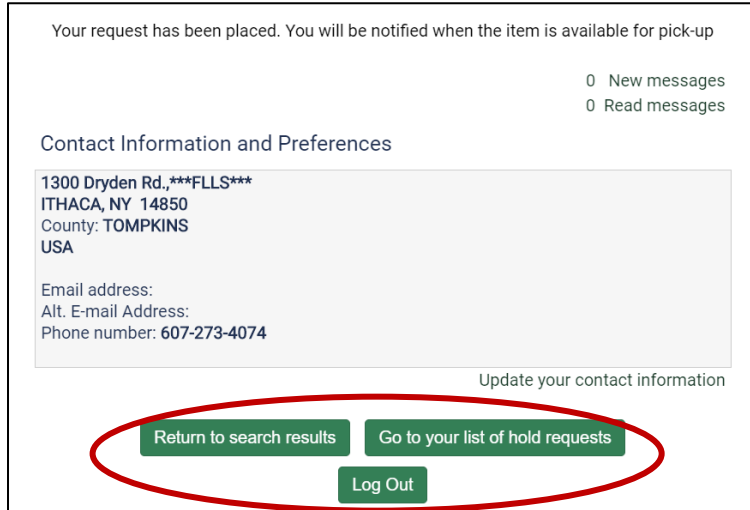 Your request has been placed. You will be notified when the item is available for pick-up
0 New messages
0 Read messages
Contact Information and Preferences
1300 Dryden Rd.,***FLLS***
ITHACA, NY 14850
County: TOMPKINS
USA
Email address:
Alt. E-mail Address:
Phone number: 607-273-4074
Update your contact information
Return to search results Go to your list of hold requests
Log Out